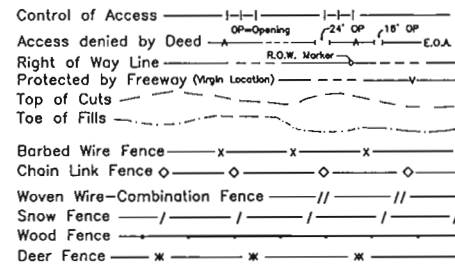 Control of Access
OP=Opening 24' OP 16' OP
Access denied by Deed A A E.O.A.
R.O.W. Marker
Right of Way Line
Protected by Freeway (Virgin Location) V
Top of Cuts
Toe of Fills
Barbed Wire Fence x x x
Chain Link Fence
Woven Wire-Combination Fence // //
Snow Fence / / / /
Wood Fence
Deer Fence * * *